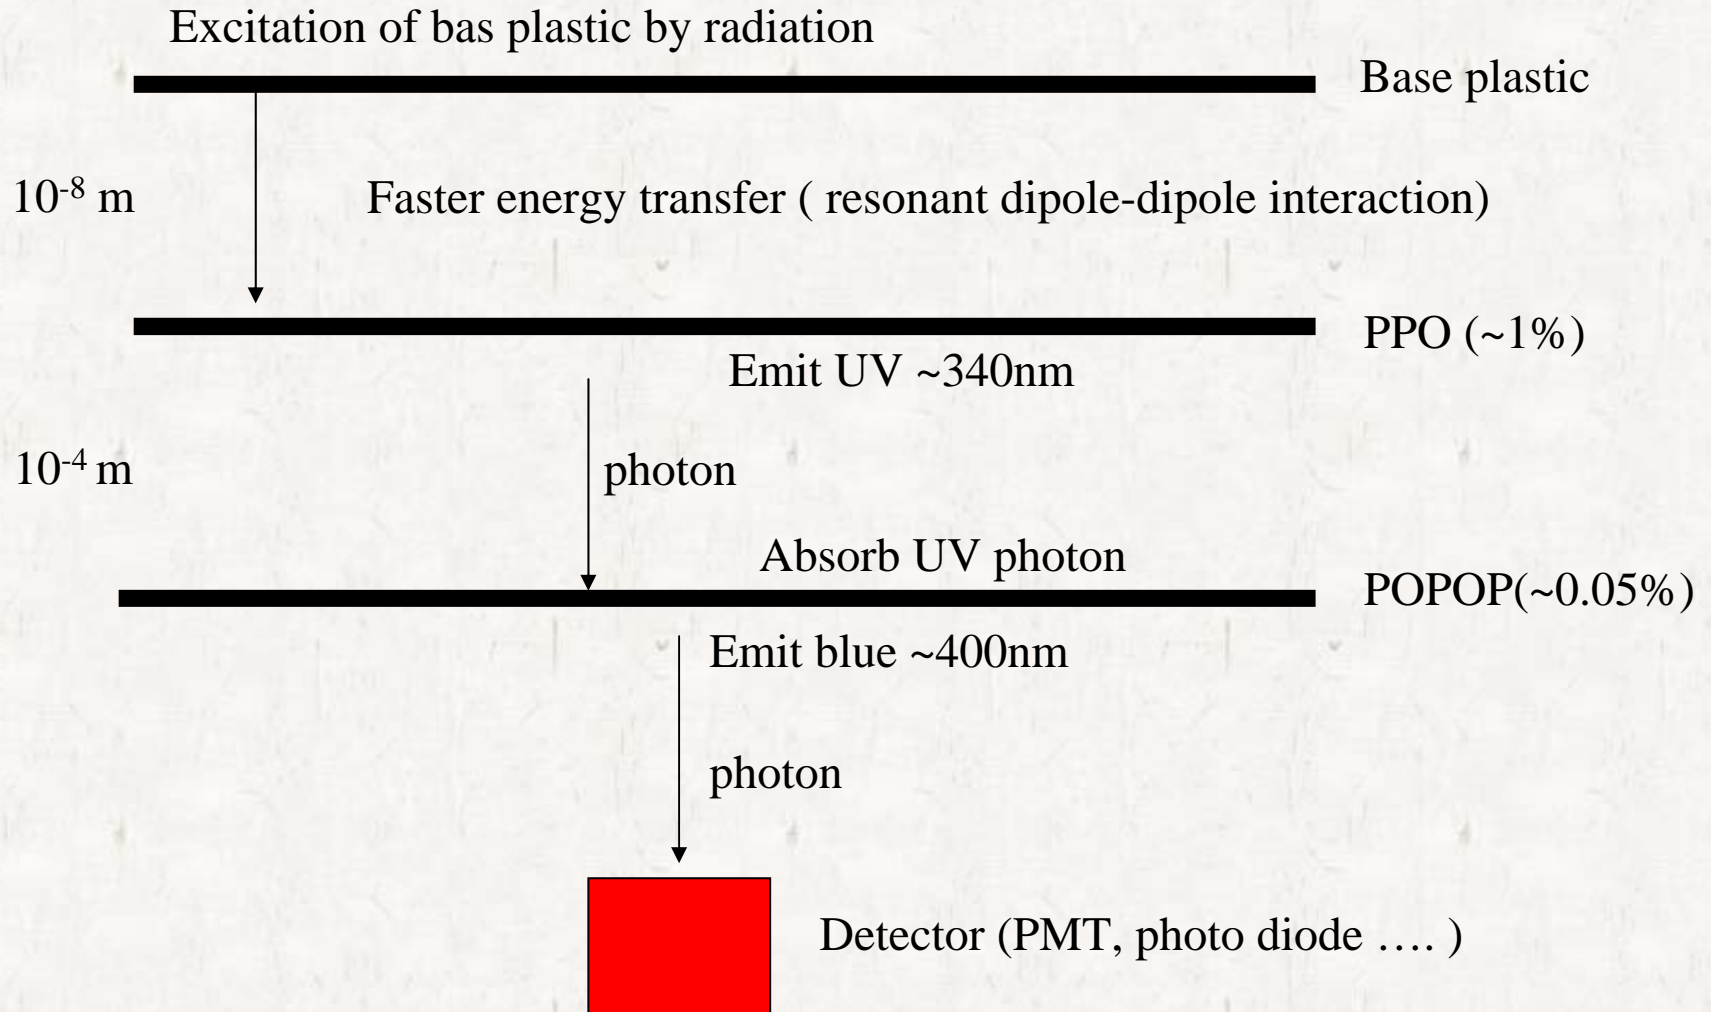 Excitation of bas plastic by radiation
Base plastic
10⁻⁸ m
Faster energy transfer ( resonant dipole-dipole interaction)
PPO (~1%)
Emit UV ~340nm
10⁻⁴ m
photon
Absorb UV photon
POPOP(~0.05%)
Emit blue ~400nm
photon
Detector (PMT, photo diode …. )